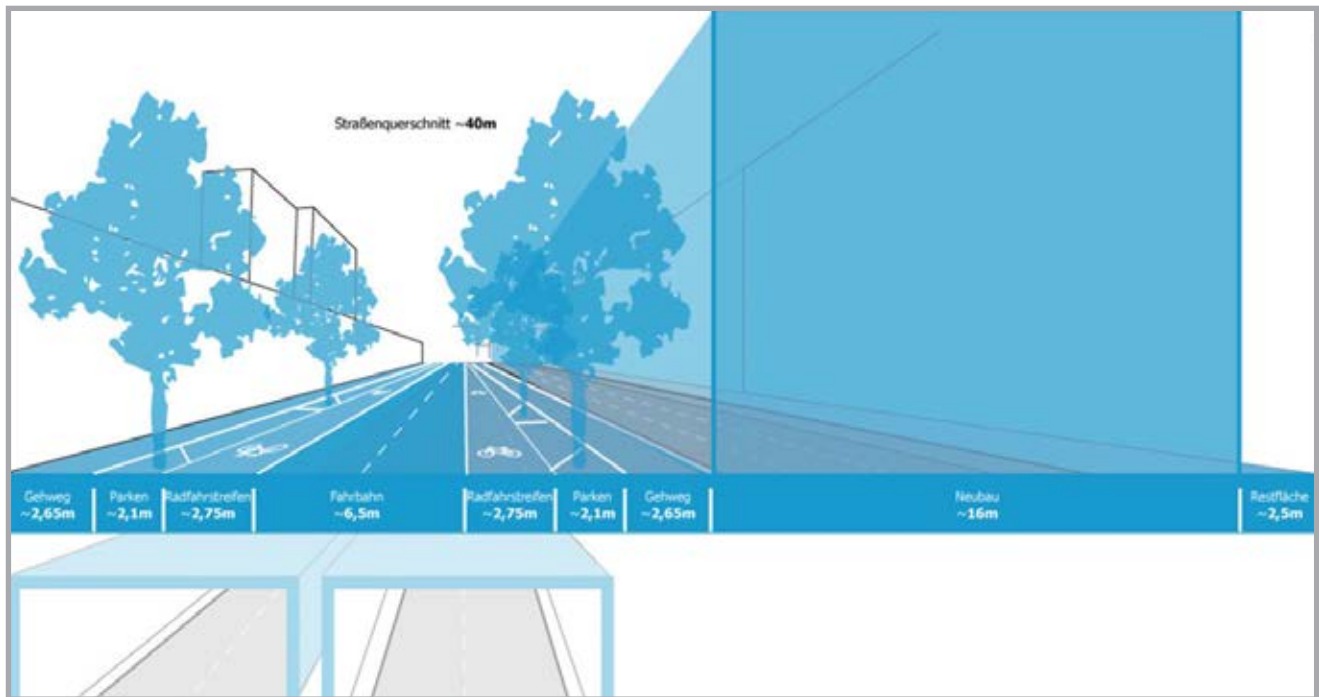 Straßenquerschnitt ~40m
Gehweg
~2,65m
Parken
~2,1m
Radfahrstreifen
~2,75m
Fahrbahn
~6,5m
Radfahrstreifen
~2,75m
Parken
~2,1m
Gehweg
~2,65m
Neubau
~16m
Restfläche
~2,5m